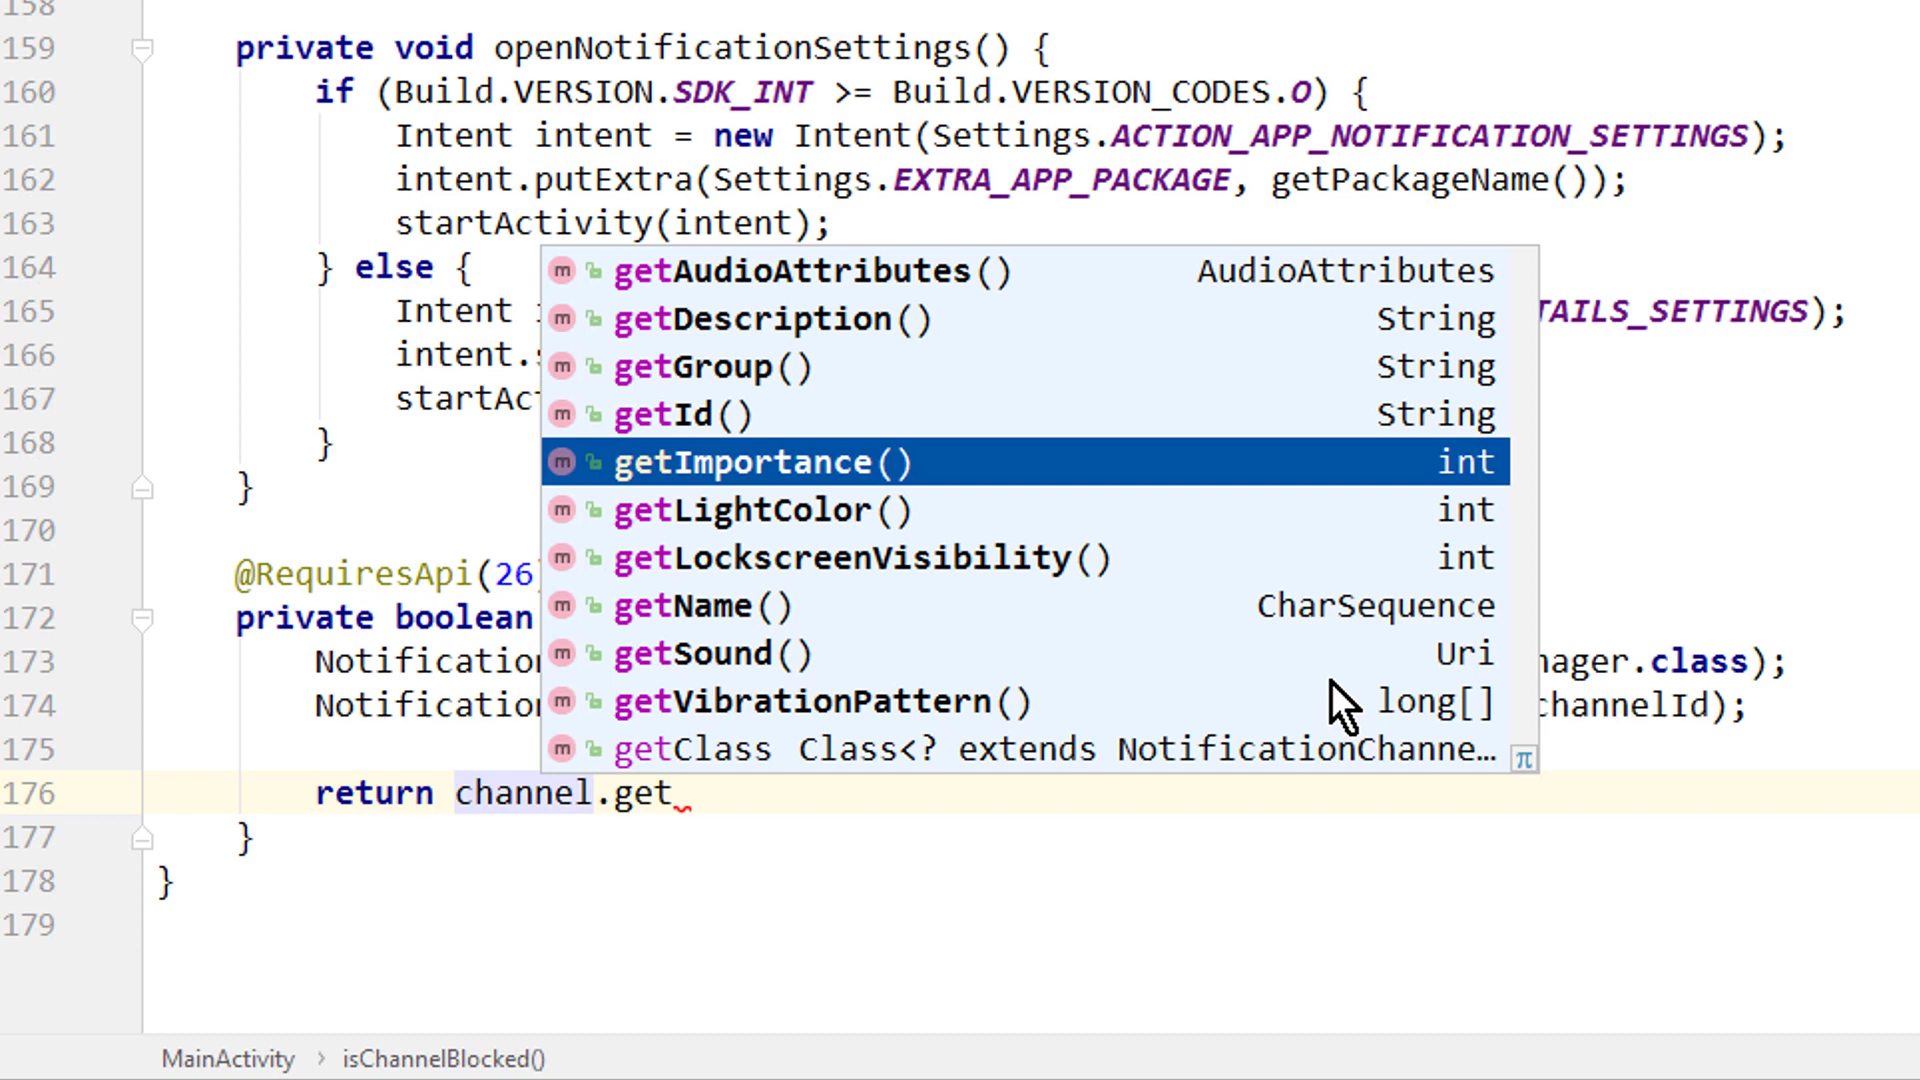 158
159 private void openNotificationSettings() {
160 if (Build.VERSION.SDK_INT >= Build.VERSION_CODES.O) {
161 Intent intent = new Intent(Settings.ACTION_APP_NOTIFICATION_SETTINGS);
162 intent.putExtra(Settings.EXTRA_APP_PACKAGE, getPackageName());
163 startActivity(intent);
164 } else {
getAudioAttributes() AudioAttributes
165 Intent TAILS_SETTINGS);
getDescription() String
166 intent.
getGroup() String
167 startAc
getId() String
168 }
getImportance() int
169 }
getLightColor() int
170
getLockscreenVisibility() int
171 @RequiresApi(26
getName() CharSequence
172 private boolean
getSound() Uri
173 Notification nager.class);
getVibrationPattern() long[]
174 Notification channelId);
getClass Class<? extends NotificationChanne…
π
175
176 return channel.get
177 }
178 }
179
MainActivity › isChannelBlocked()